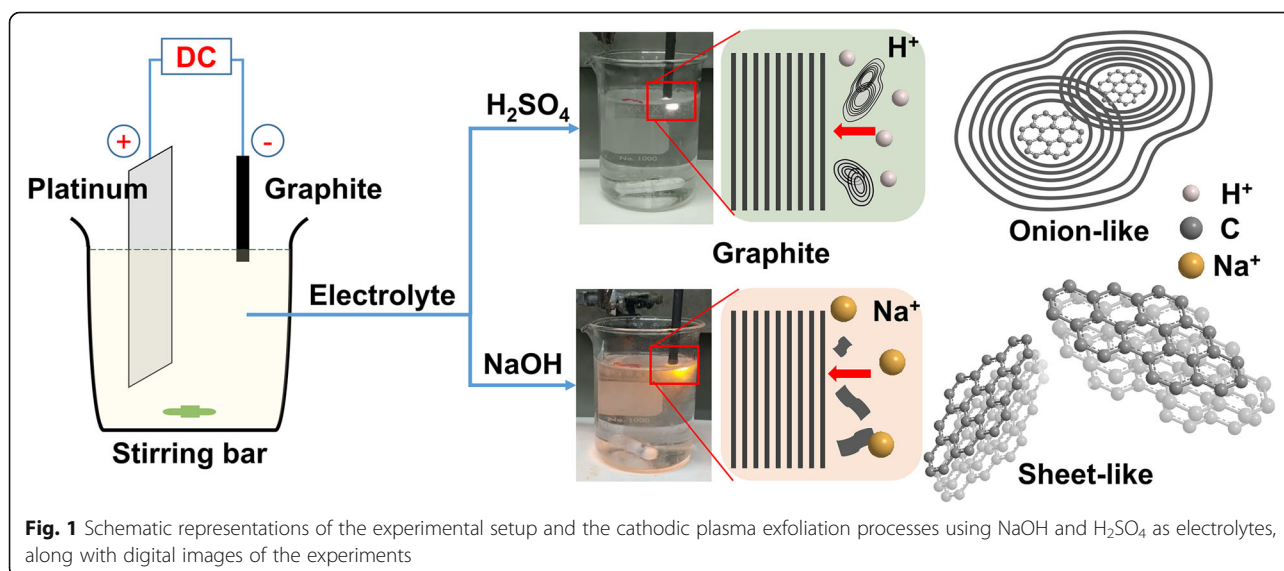 DC
+
-
Platinum
Graphite
Electrolyte
Stirring bar
H₂SO₄
NaOH
No. 1000
H⁺
Graphite
Na⁺
Onion-like
H⁺
C
Na⁺
Sheet-like
Fig. 1 Schematic representations of the experimental setup and the cathodic plasma exfoliation processes using NaOH and H₂SO₄ as electrolytes,
along with digital images of the experiments